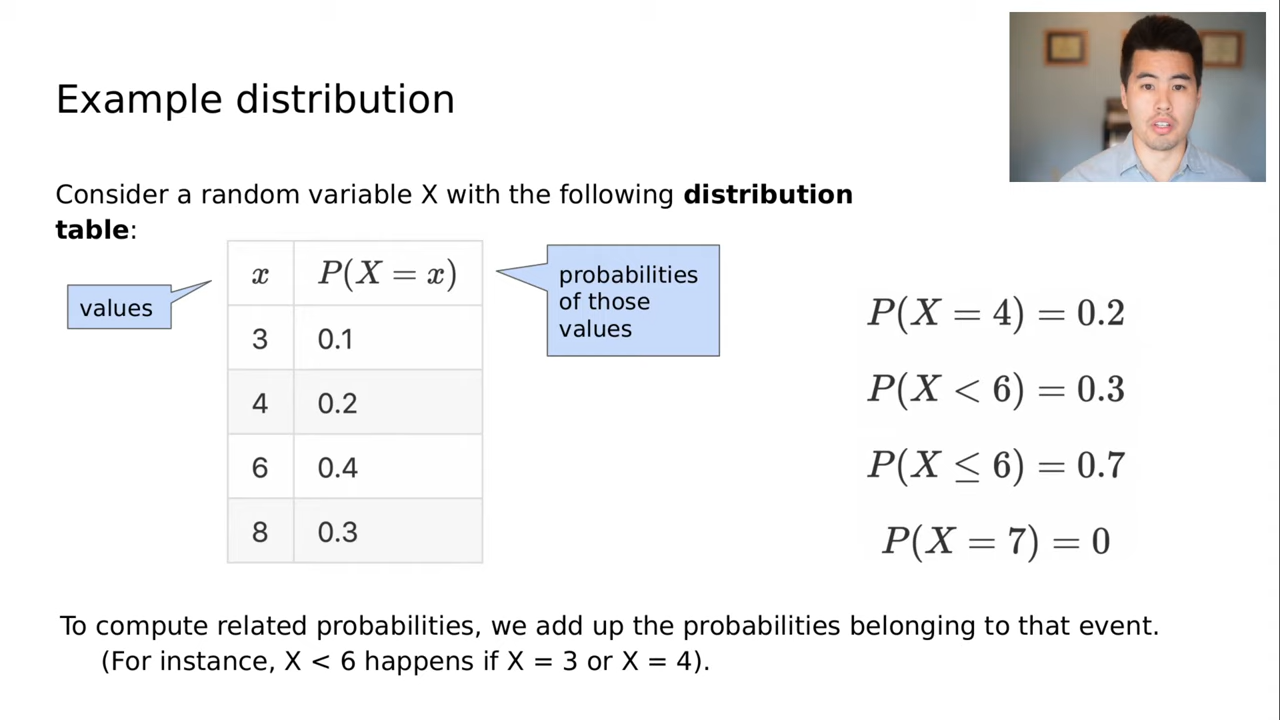 Example distribution
Consider a random variable X with the following distribution
table:
values
x P(X = x)
3 0.1
4 0.2
6 0.4
8 0.3
probabilities
of those
values
P(X = 4) = 0.2
P(X < 6) = 0.3
P(X ≤ 6) = 0.7
P(X = 7) = 0
To compute related probabilities, we add up the probabilities belonging to that event.
(For instance, X < 6 happens if X = 3 or X = 4).